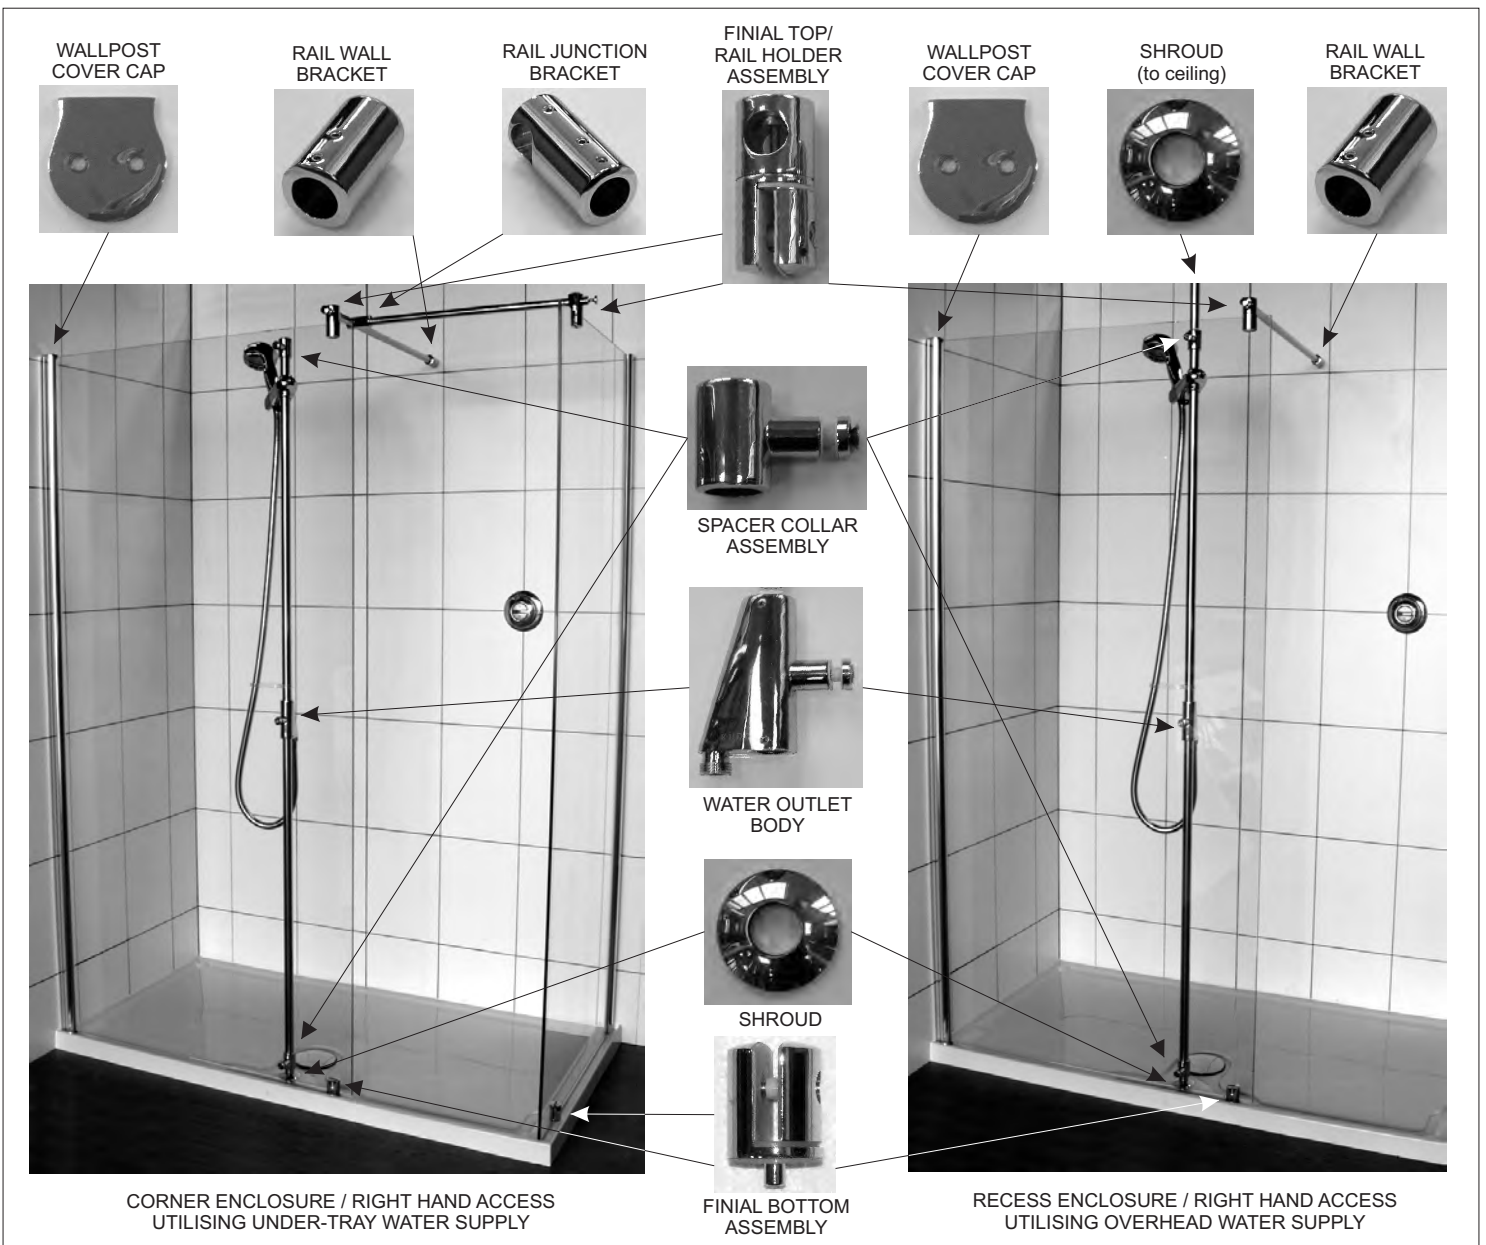 WALLPOST
COVER CAP
RAIL WALL
BRACKET
RAIL JUNCTION
BRACKET
FINIAL TOP/
RAIL HOLDER
ASSEMBLY
WALLPOST
COVER CAP
SHROUD
(to ceiling)
RAIL WALL
BRACKET
SPACER COLLAR
ASSEMBLY
WATER OUTLET
BODY
SHROUD
FINIAL BOTTOM
ASSEMBLY
CORNER ENCLOSURE / RIGHT HAND ACCESS
UTILISING UNDER-TRAY WATER SUPPLY
RECESS ENCLOSURE / RIGHT HAND ACCESS
UTILISING OVERHEAD WATER SUPPLY